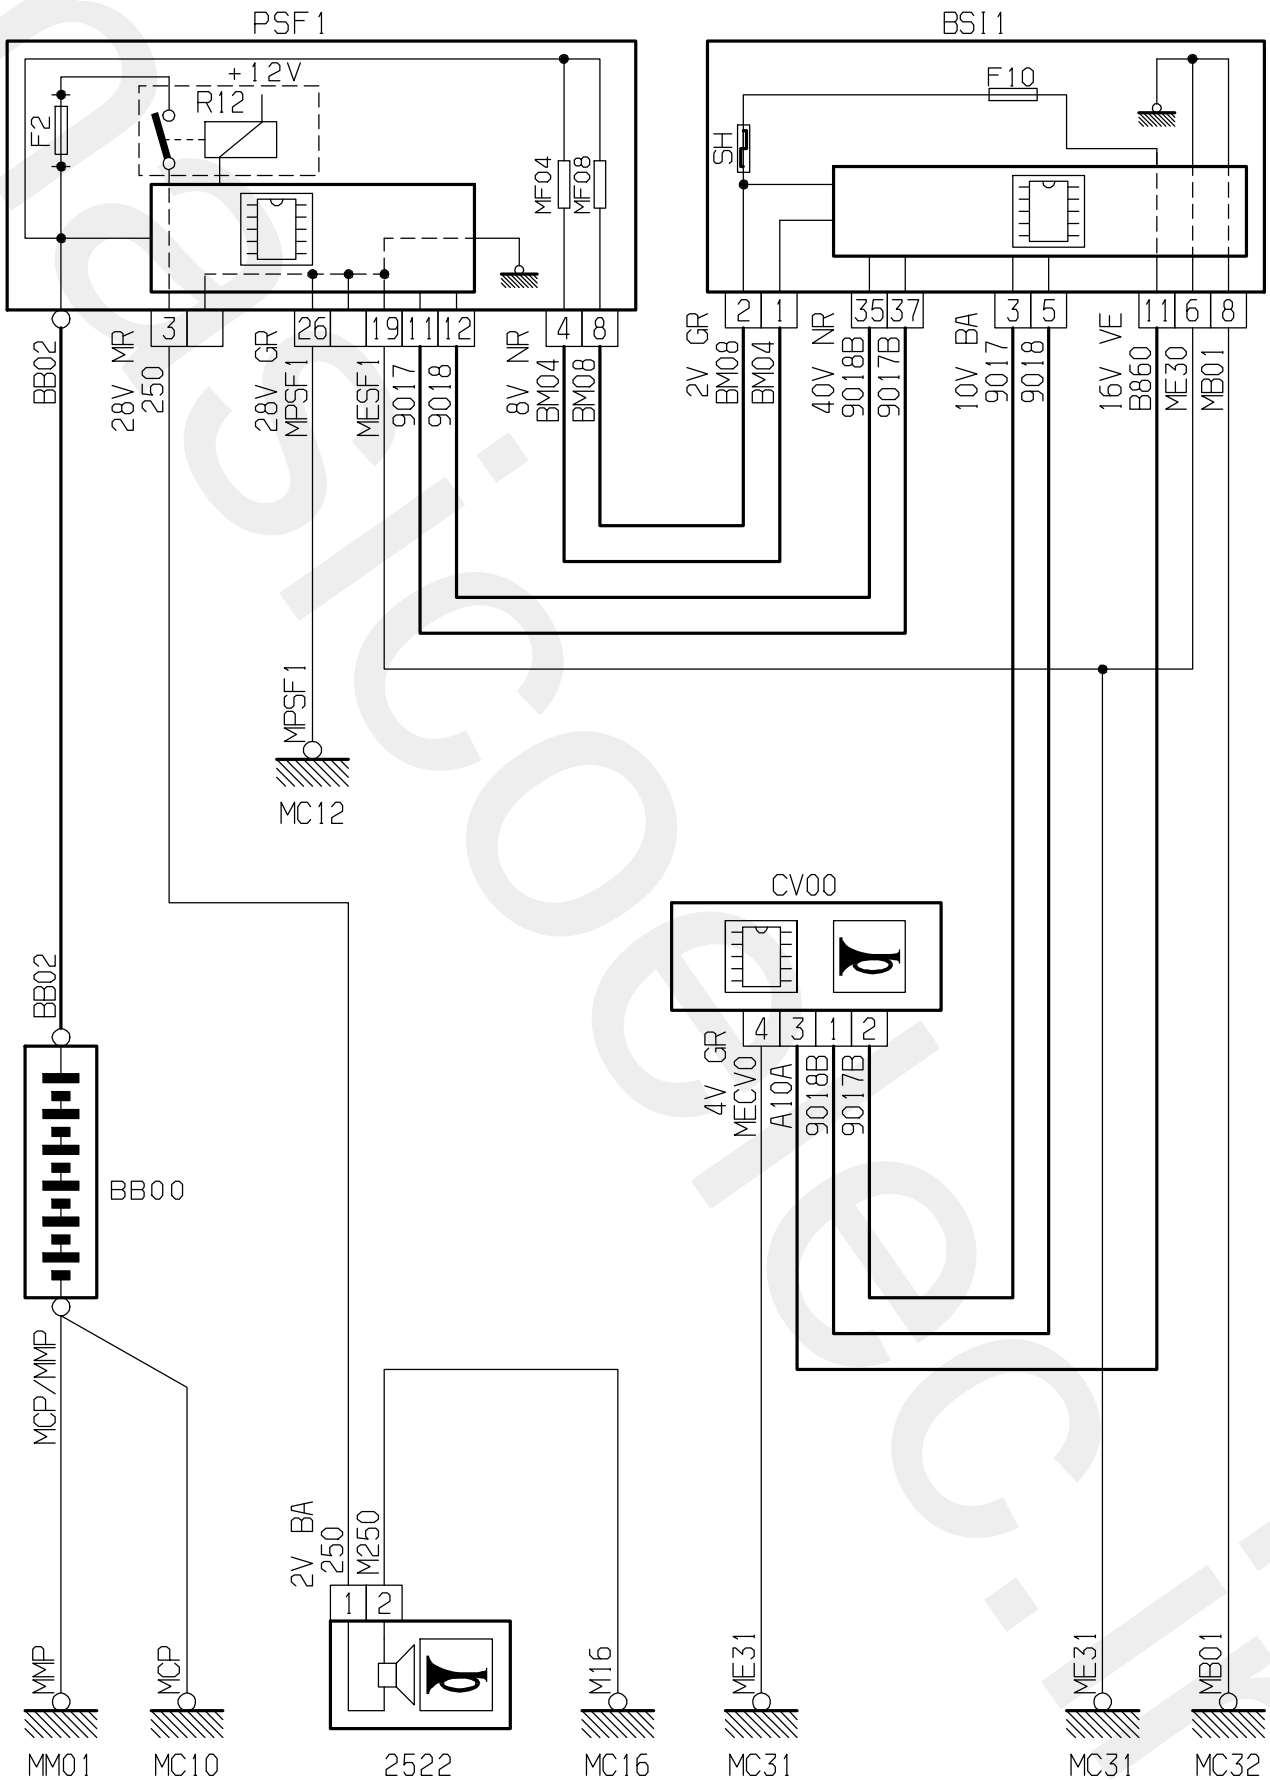 PSF1
BSI1
+12V
R12
F2
MF04
MF08
F10
SH
3
26
19
11
12
4
8
2
1
35
37
3
5
11
6
8
BB02
28V MR
250
28V GR
MPSF1
MESF1
9017
9018
8V NR
BM04
BM08
2V GR
BM08
BM04
40V NR
9018B
9017B
10V BA
9017
9018
16V VE
B860
ME30
MB01
MPSF1
MC12
CV00
4
3
1
2
4V GR
MECV0
A10A
9018B
9017B
BB02
BB00
MCP/MMP
2V BA
250
M250
1
2
MMP
MCP
M16
ME31
ME31
MB01
MM01
MC10
2522
MC16
MC31
MC31
MC32